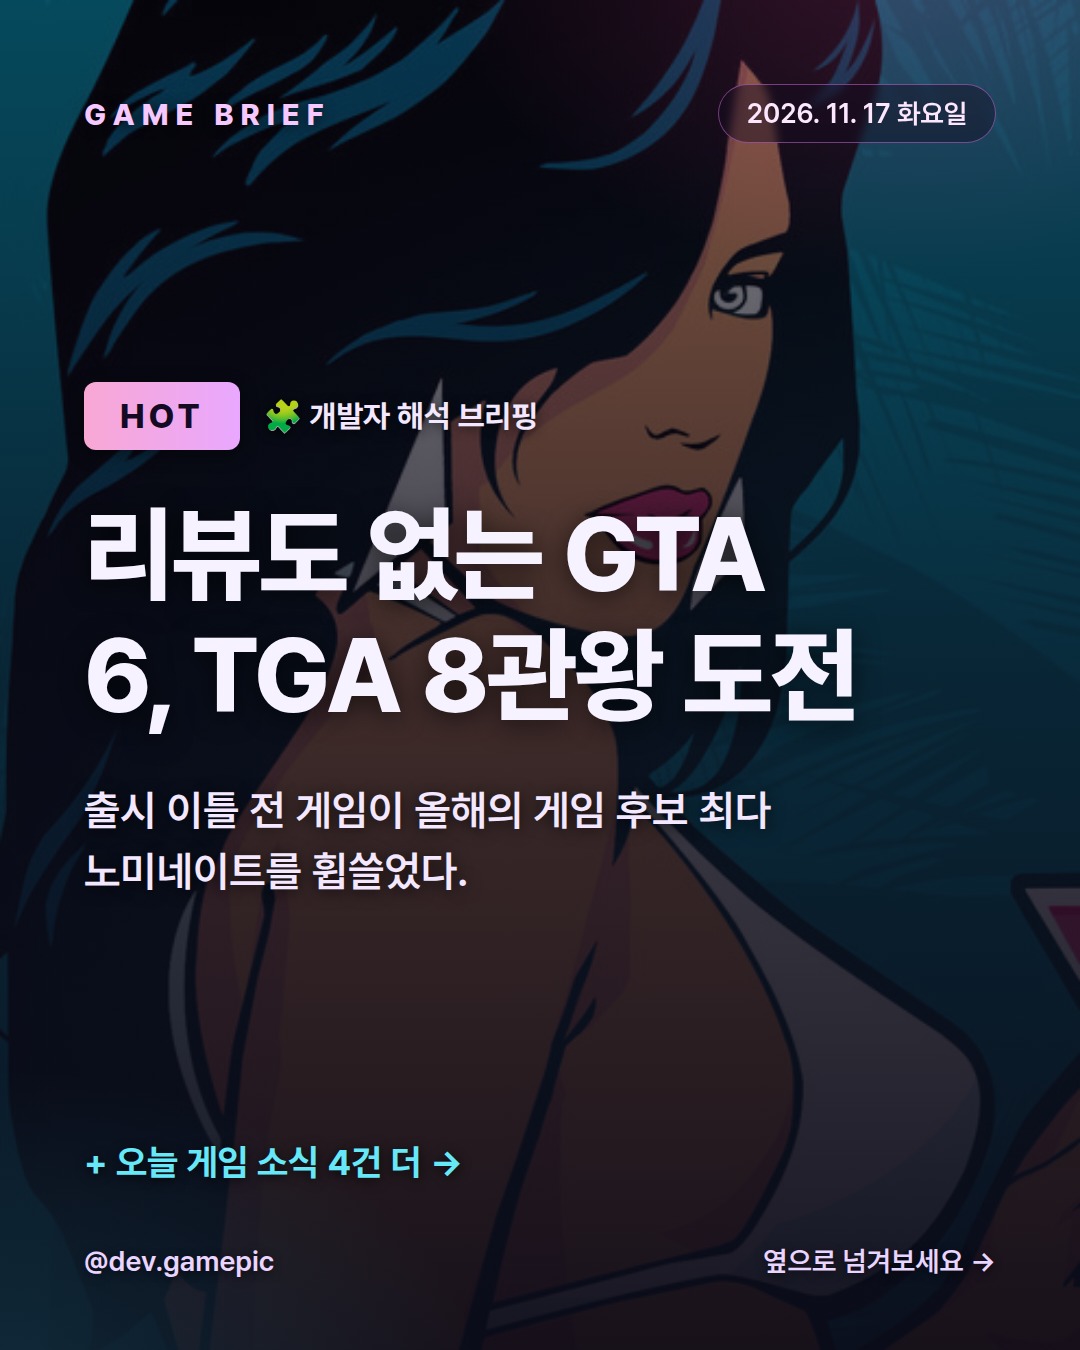 GAME BRIEF
2026. 11. 17 화요일
HOT
🧩 개발자 해석 브리핑
리뷰도 없는 GTA
6, TGA 8관왕 도전
출시 이틀 전 게임이 올해의 게임 후보 최다
노미네이트를 휩쓸었다.
+ 오늘 게임 소식 4건 더 →
@dev.gamepic
옆으로 넘겨보세요 →